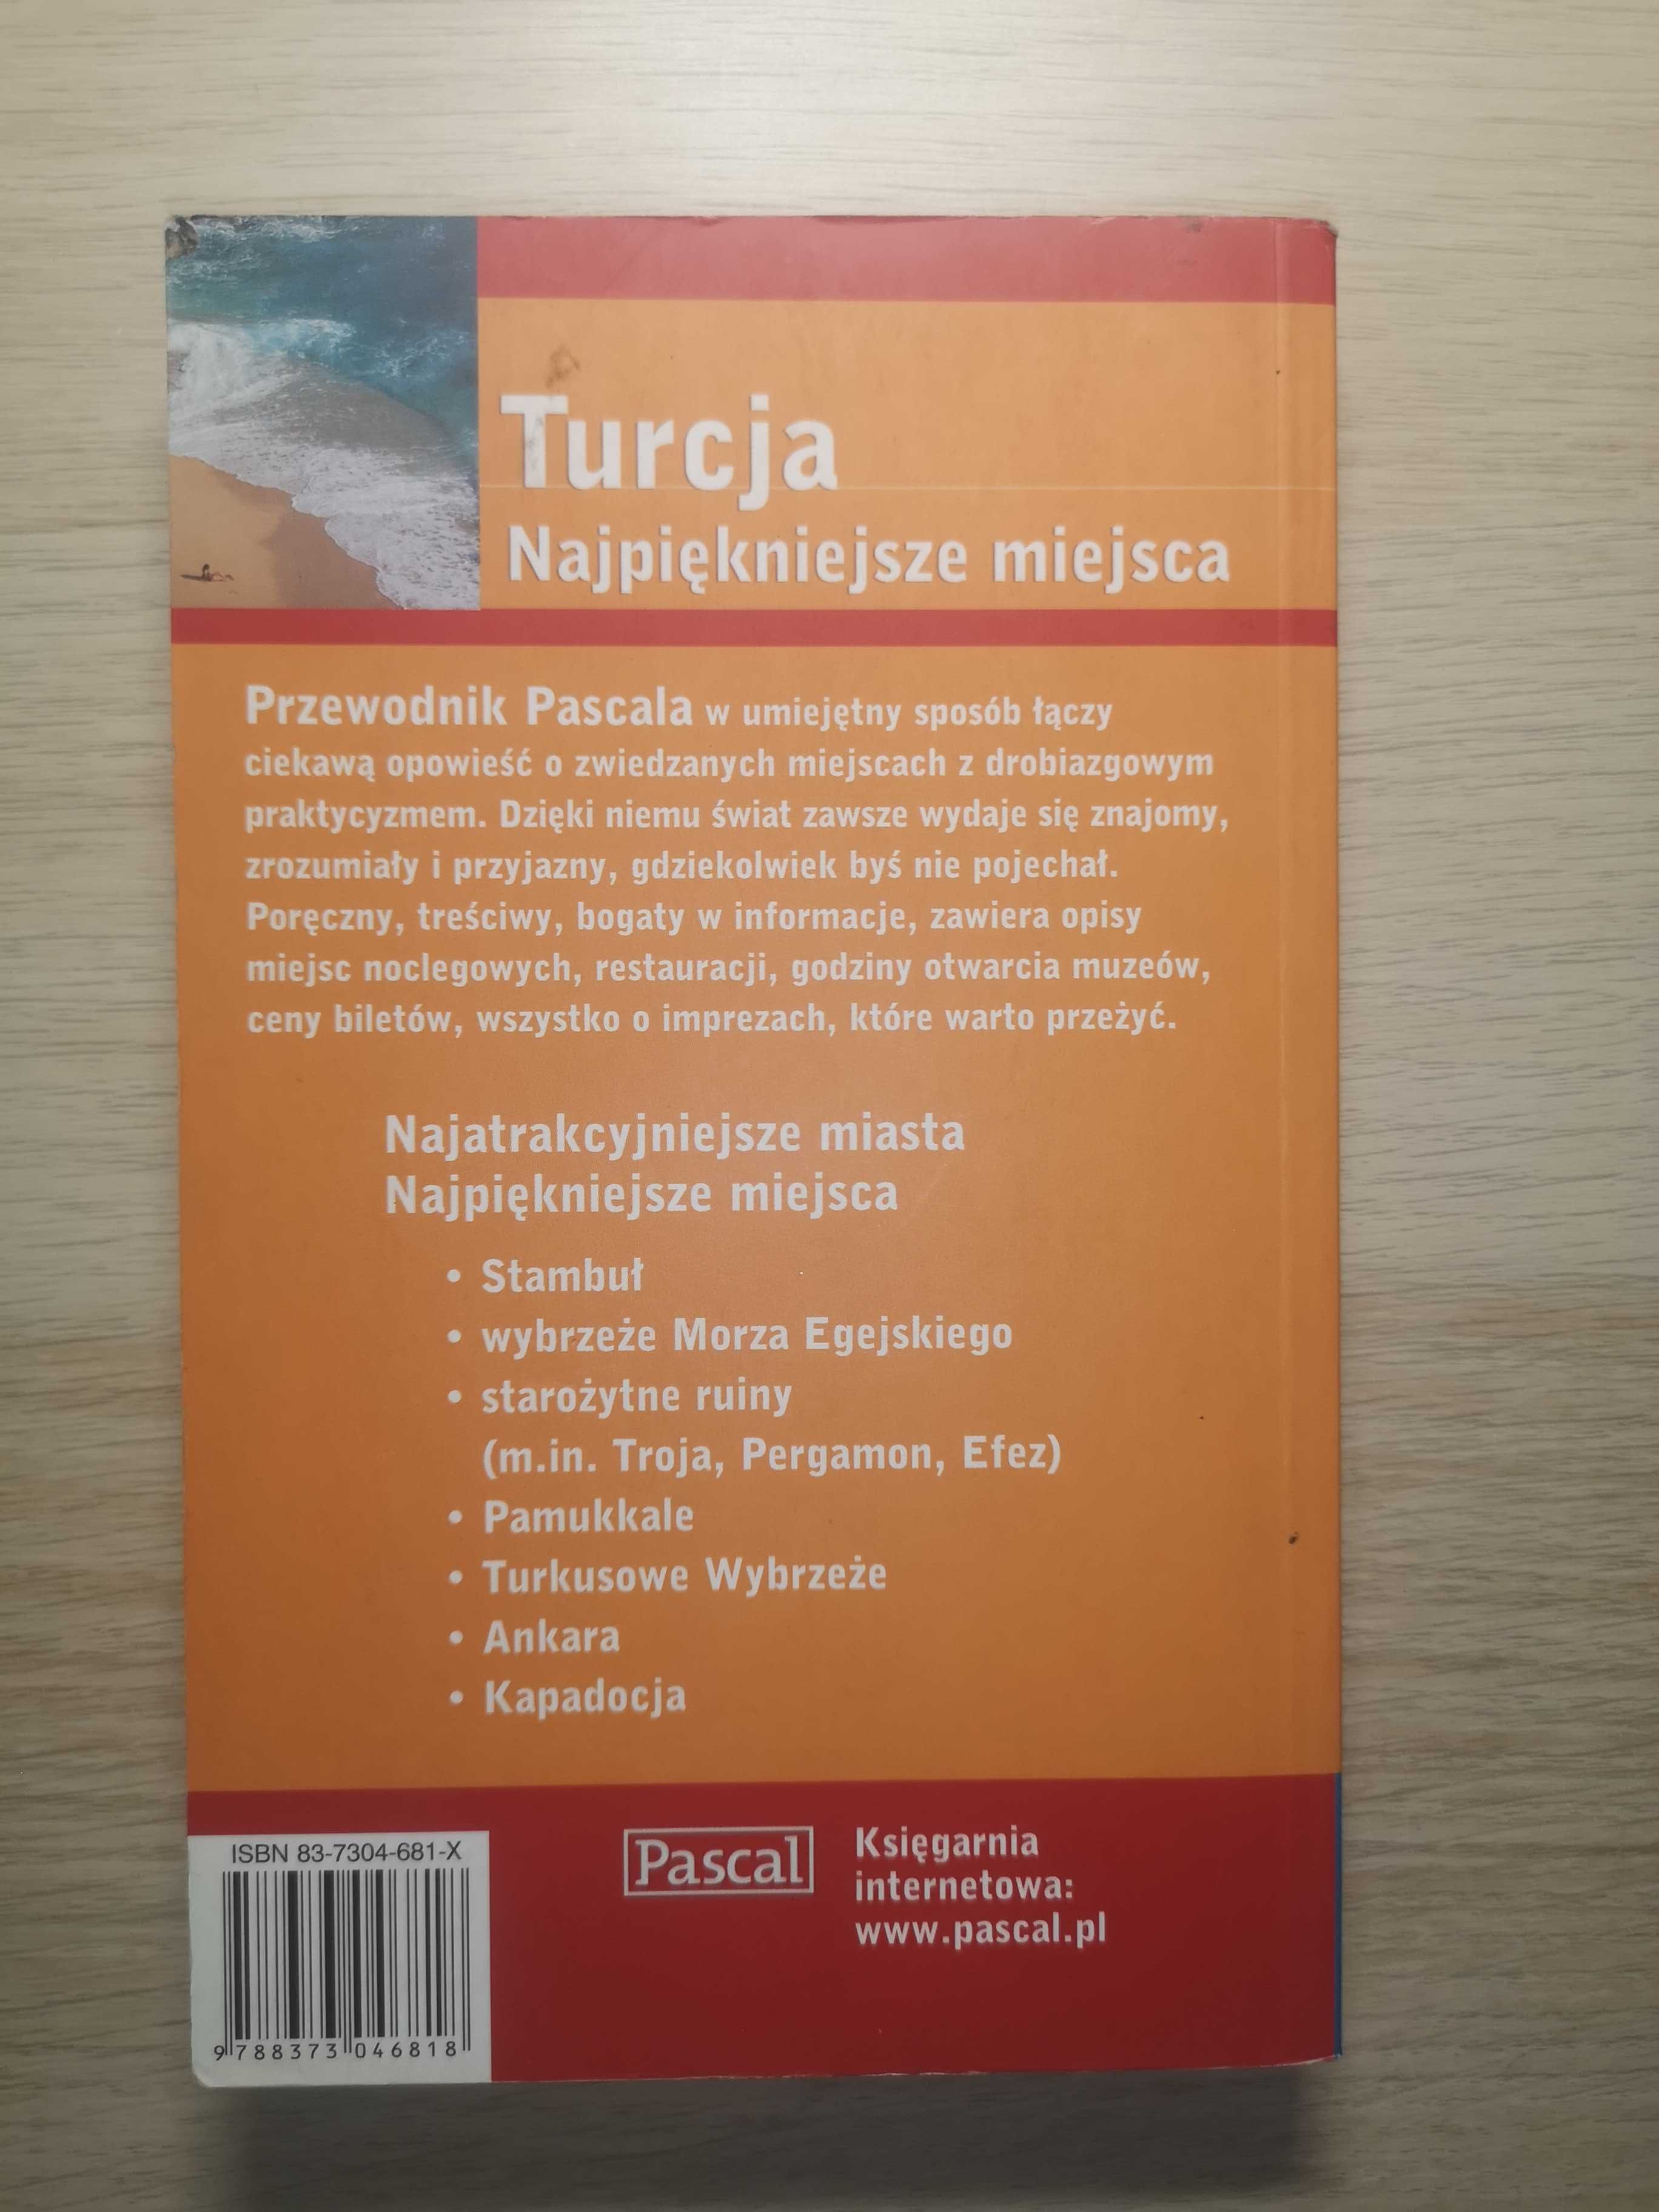 Turcja
Najpiękniejsze miejsca
Przewodnik Pascala w umiejętny sposób łączy
ciekawą opowieść o zwiedzanych miejscach z drobiazgowym
praktycyzmem. Dzięki niemu świat zawsze wydaje się znajomy,
zrozumiały i przyjazny, gdziekolwiek byś nie pojechał.
Poręczny, treściwy, bogaty w informacje, zawiera opisy
miejsc noclegowych, restauracji, godziny otwarcia muzeów,
ceny biletów, wszystko o imprezach, które warto przeżyć.
Najatrakcyjniejsze miasta
Najpiękniejsze miejsca
• Stambuł
• wybrzeże Morza Egejskiego
• starożytne ruiny
(m.in. Troja, Pergamon, Efez)
• Pamukkale
• Turkusowe Wybrzeże
• Ankara
• Kapadocja
ISBN 83-7304-681-X
9 788373 046818
Pascal
Księgarnia
internetowa:
www.pascal.pl